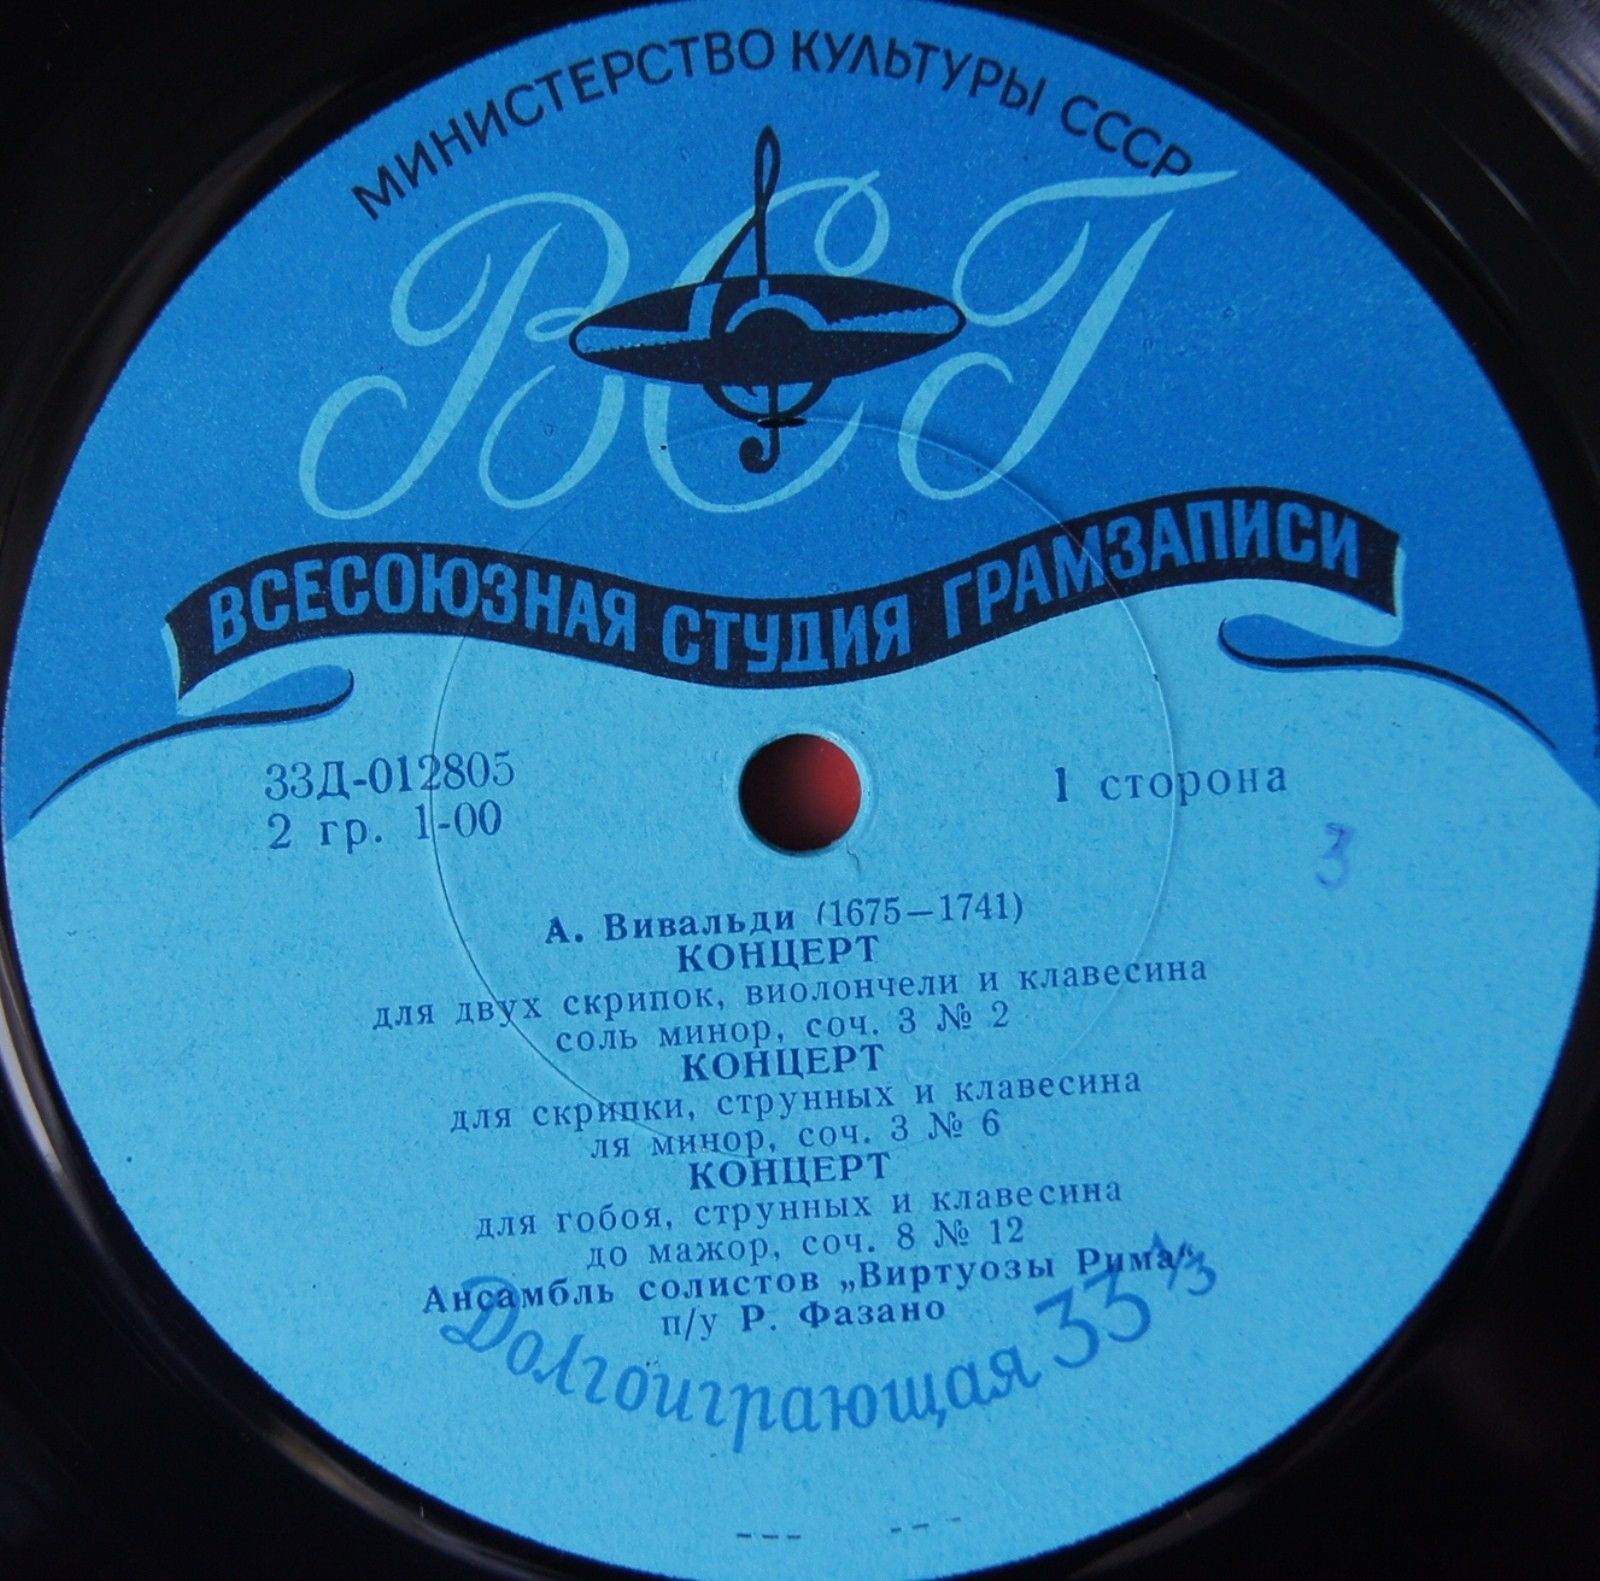 МИНИСТЕРСТВО КУЛЬТУРЫ СССР
ВСГ
ВСЕСОЮЗНАЯ СТУДИЯ ГРАМЗАПИСИ
33Д-012805
2 гр. 1-00
1 сторона
3
А. Вивальди (1675—1741)
КОНЦЕРТ
для двух скрипок, виолончели и клавесина
соль минор, соч. 3 № 2
КОНЦЕРТ
для скрипки, струнных и клавесина
ля минор, соч. 3 № 6
КОНЦЕРТ
для гобоя, струнных и клавесина
до мажор, соч. 8 № 12
Ансамбль солистов „Виртуозы Рима“
п/у Р. Фазано
Долгоиграющая 33 1/3